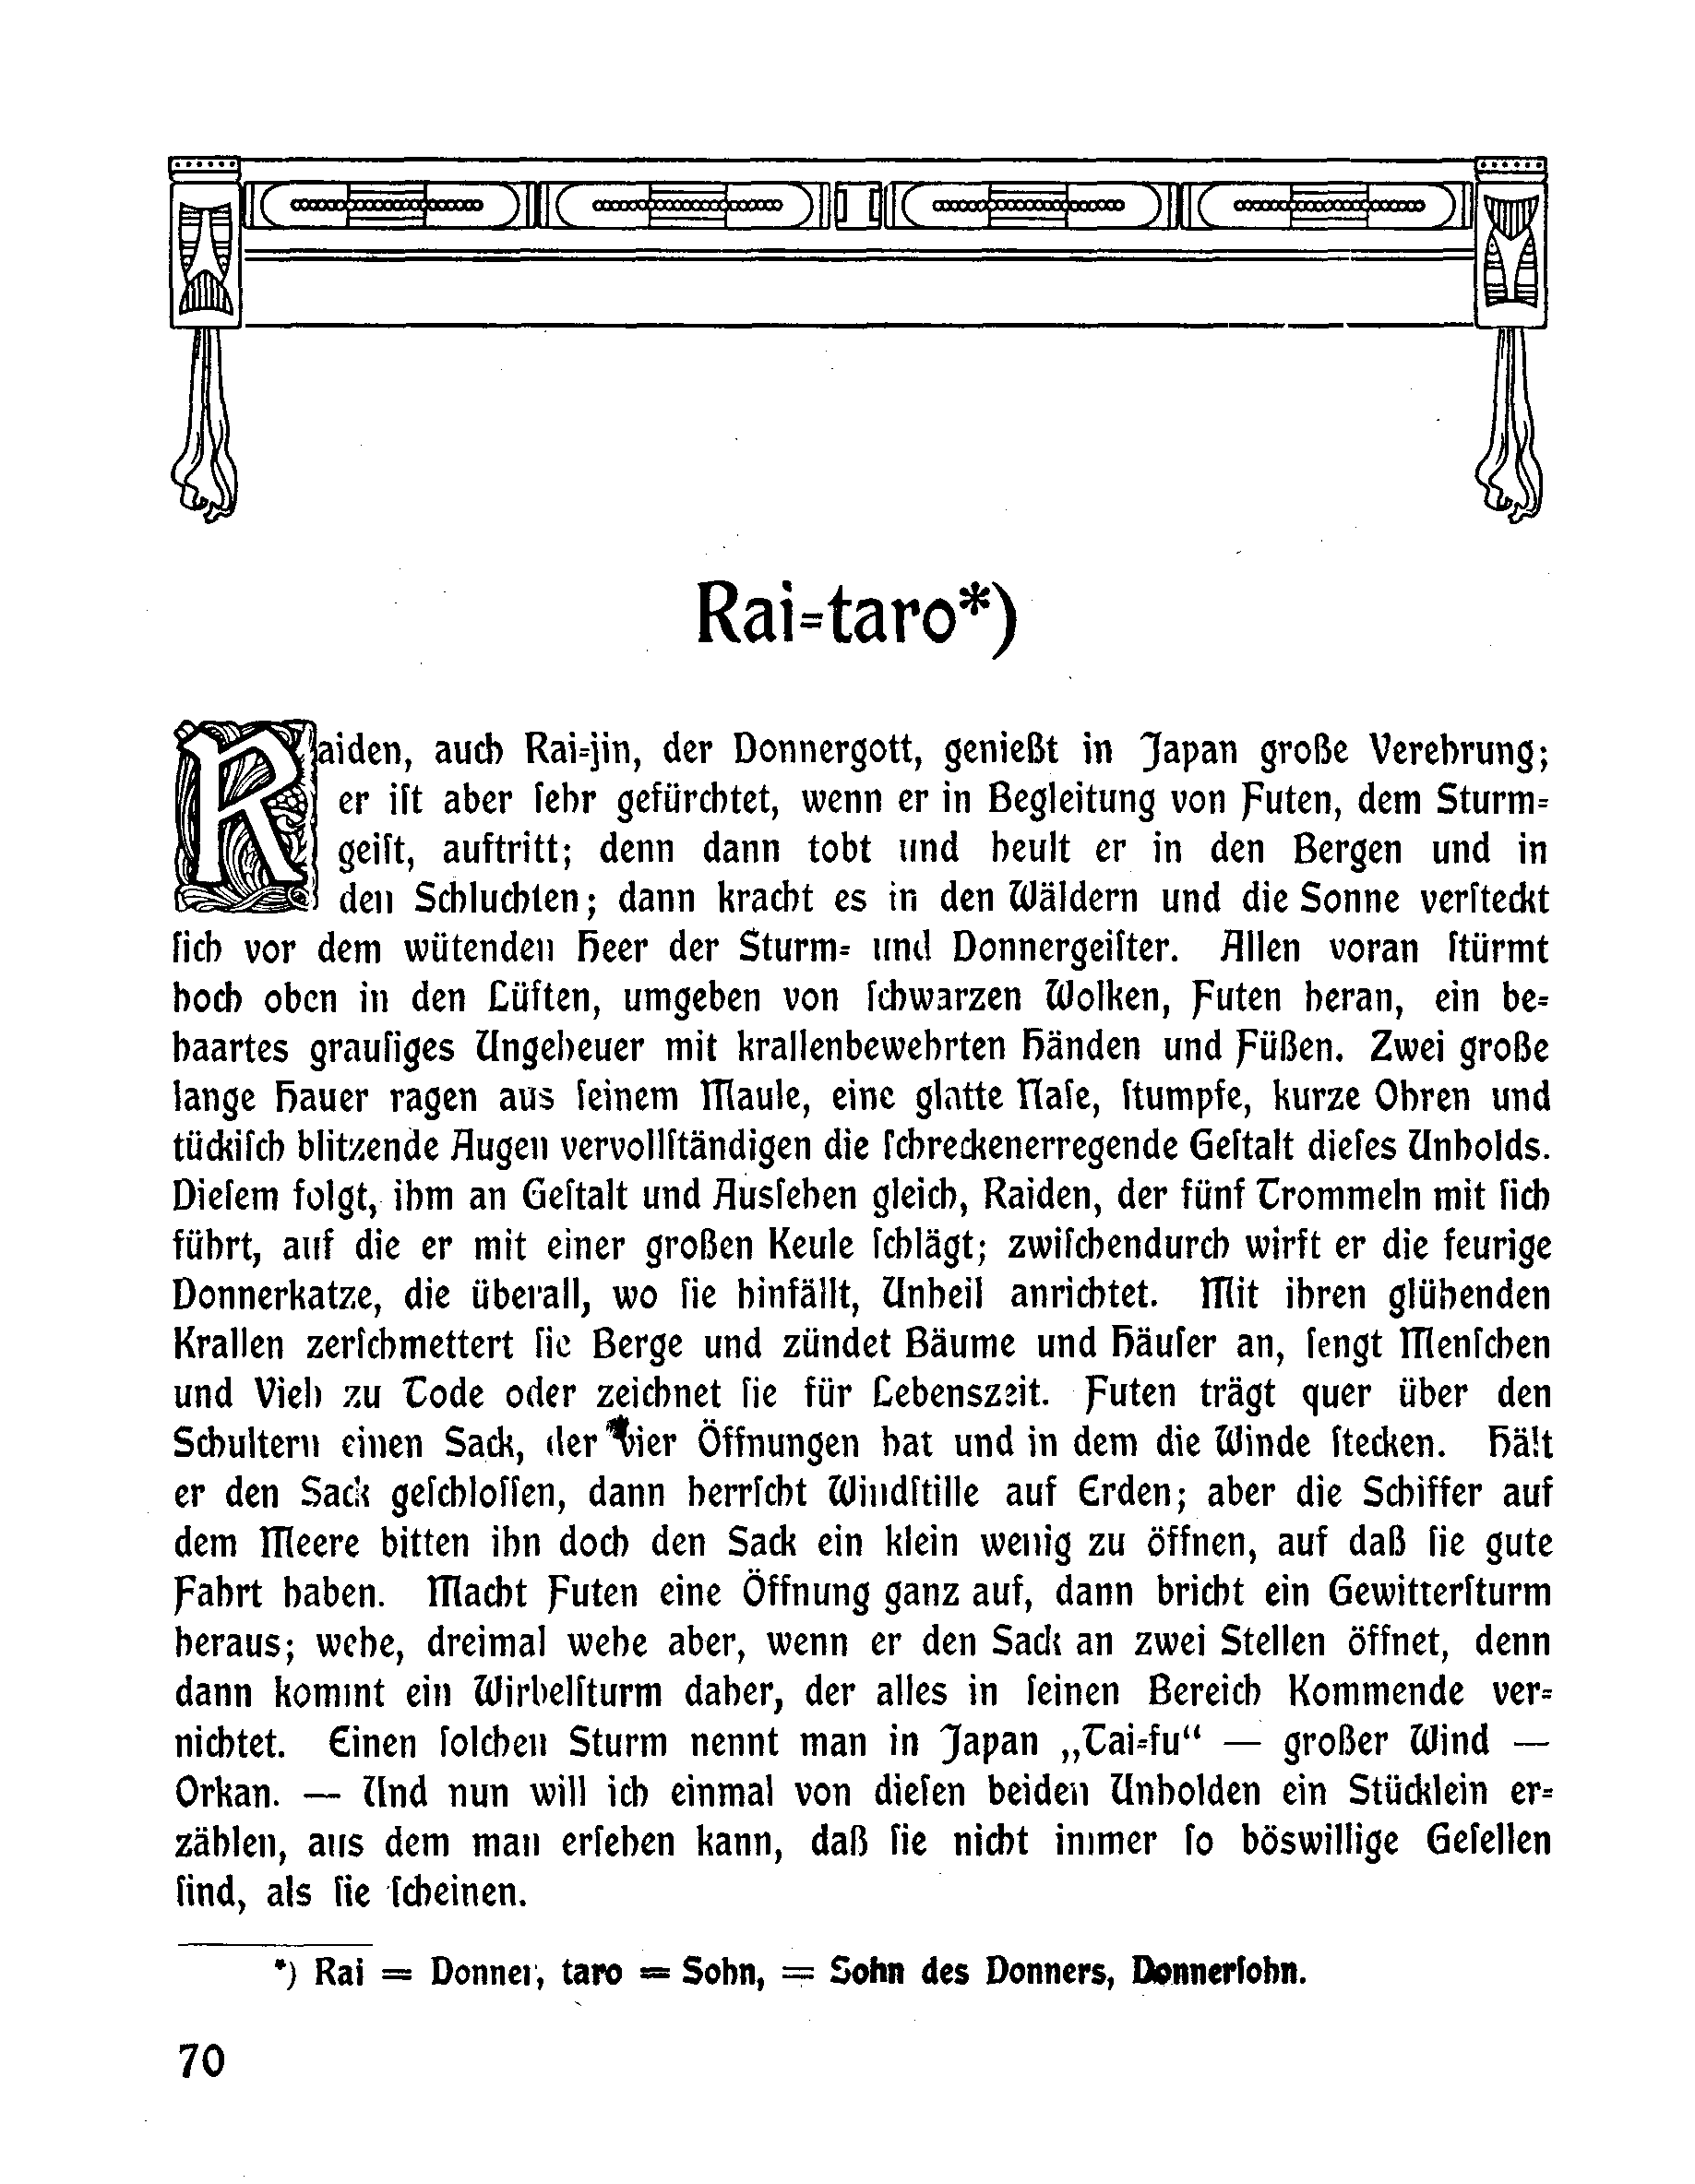 Rai=taro*)
Raiden, auch Rai=jin, der Donnergott, genießt in Japan große Verehrung;
er iſt aber ſehr gefürchtet, wenn er in Begleitung von Futen, dem Sturm=
geiſt, auftritt; denn dann tobt und heult er in den Bergen und in
den Schluchten; dann kracht es in den Wäldern und die Sonne verſteckt
ſich vor dem wütenden Heer der Sturm= und Donnergeiſter. Allen voran ſtürmt
hoch oben in den Lüften, umgeben von ſchwarzen Wolken, Futen heran, ein be=
haartes grauſiges Ungeheuer mit krallenbewehrten Händen und Füßen. Zwei große
lange Hauer ragen aus ſeinem Maule, eine glatte Naſe, ſtumpfe, kurze Ohren und
tückiſch blitzende Augen vervollſtändigen die ſchreckenerregende Geſtalt dieſes Unholds.
Dieſem folgt, ihm an Geſtalt und Ausſehen gleich, Raiden, der fünf Trommeln mit ſich
führt, auf die er mit einer großen Keule ſchlägt; zwiſchendurch wirft er die feurige
Donnerkatze, die überall, wo ſie hinfällt, Unheil anrichtet. Mit ihren glühenden
Krallen zerſchmettert ſie Berge und zündet Bäume und Häuſer an, ſengt Menſchen
und Vieh zu Tode oder zeichnet ſie für Lebenszeit. Futen trägt quer über den
Schultern einen Sack, der vier Öffnungen hat und in dem die Winde ſtecken. Hält
er den Sack geſchloſſen, dann herrſcht Windſtille auf Erden; aber die Schiffer auf
dem Meere bitten ihn doch den Sack ein klein wenig zu öffnen, auf daß ſie gute
Fahrt haben. Macht Futen eine Öffnung ganz auf, dann bricht ein Gewitterſturm
heraus; wehe, dreimal wehe aber, wenn er den Sack an zwei Stellen öffnet, denn
dann kommt ein Wirbelſturm daher, der alles in ſeinen Bereich Kommende ver=
nichtet. Einen ſolchen Sturm nennt man in Japan „Tai=fu“ — großer Wind —
Orkan. — Und nun will ich einmal von dieſen beiden Unholden ein Stücklein er=
zählen, aus dem man erſehen kann, daß ſie nicht immer ſo böswillige Geſellen
ſind, als ſie ſcheinen.
*) Rai = Donner, taro = Sohn, = Sohn des Donners, Donnerſohn.
70